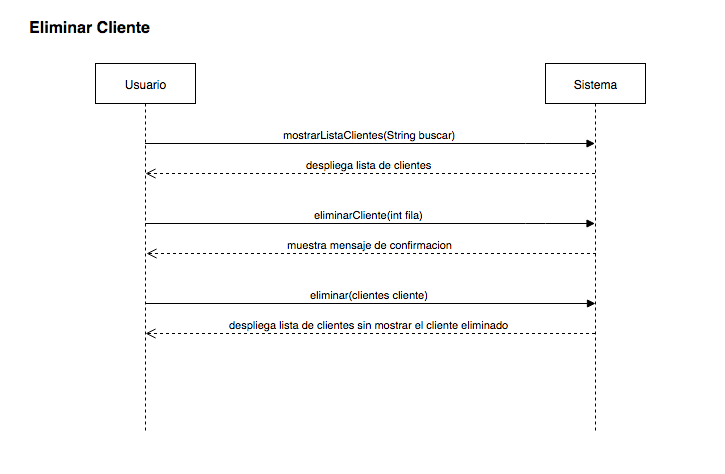 Eliminar Cliente
Usuario
Sistema
mostrarListaClientes(String buscar)
despliega lista de clientes
eliminarCliente(int fila)
muestra mensaje de confirmacion
eliminar(clientes cliente)
despliega lista de clientes sin mostrar el cliente eliminado